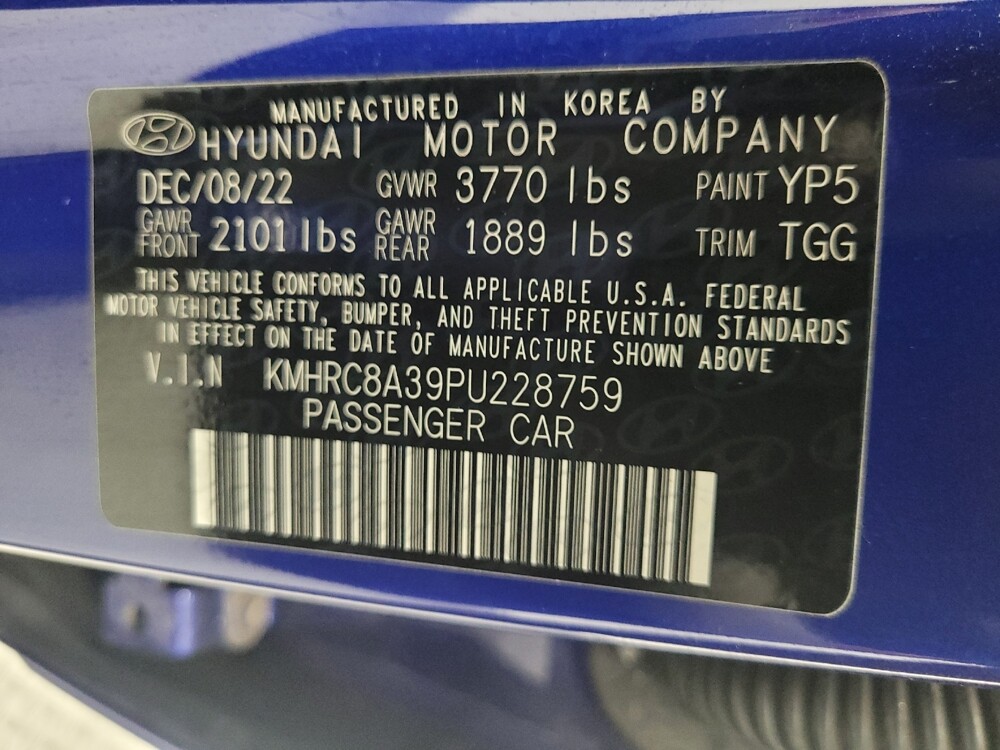 MANUFACTURED IN KOREA BY
HYUNDAI MOTOR COMPANY
DEC/08/22 GVWR 3770 lbs PAINT YP5
GAWR FRONT 2101 lbs GAWR REAR 1889 lbs TRIM TGG
THIS VEHICLE CONFORMS TO ALL APPLICABLE U.S.A. FEDERAL
MOTOR VEHICLE SAFETY, BUMPER, AND THEFT PREVENTION STANDARDS
IN EFFECT ON THE DATE OF MANUFACTURE SHOWN ABOVE
V.I.N KMHRC8A39PU228759
PASSENGER CAR